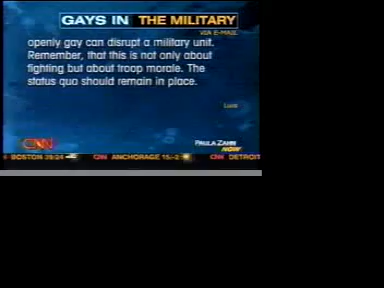 GAYS IN THE MILITARY
VIA E-MAIL
openly gay can disrupt a military unit.
Remember, that this is not only about
fighting but about troop morale. The
status quo should remain in place.
Luis
CNN
PAULA ZAHN
NOW
BOSTON 39/24 CNN ANCHORAGE 15/-2 CNN DETROIT